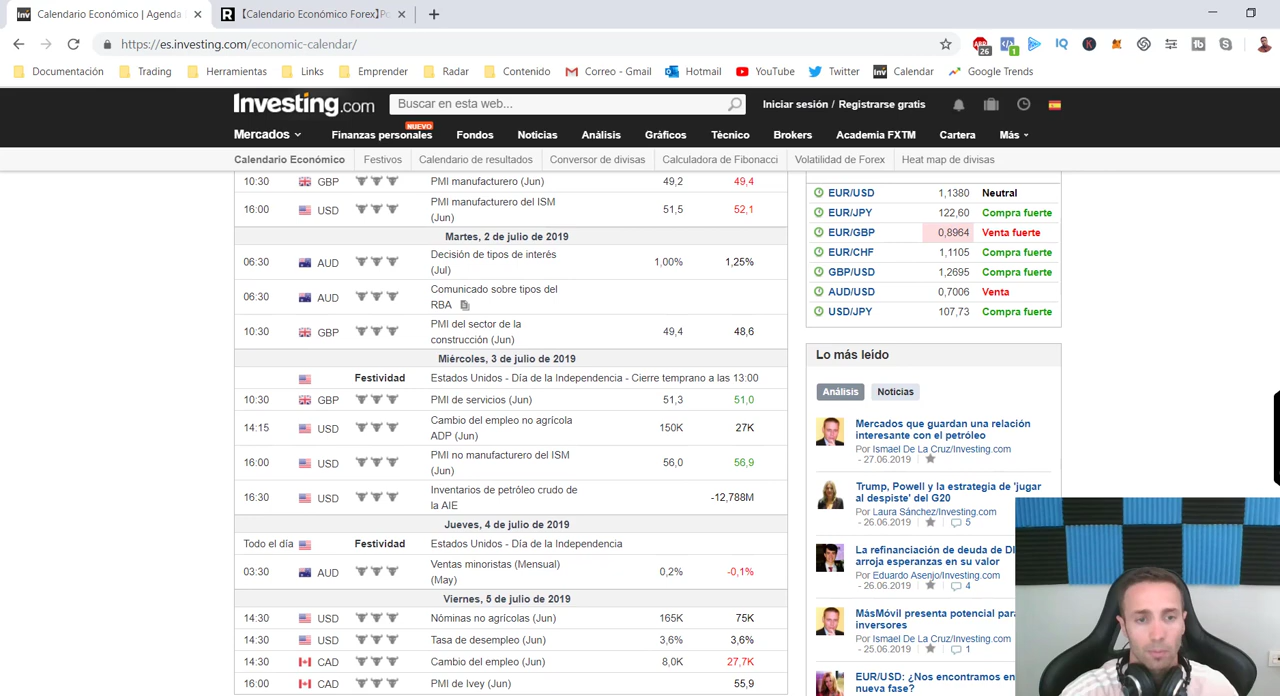 Calendario Económico | Agenda
【Calendario Económico Forex】Po
https://es.investing.com/economic-calendar/
26
1
Documentación Trading Herramientas Links Emprender Radar Contenido Correo - Gmail Hotmail YouTube Twitter Calendar Google Trends
Investing.com
Buscar en esta web...
Iniciar sesión / Registrarse gratis
NUEVO
Mercados Finanzas personales Fondos Noticias Análisis Gráficos Técnico Brokers Academia FXTM Cartera Más
Calendario Económico Festivos Calendario de resultados Conversor de divisas Calculadora de Fibonacci Volatilidad de Forex Heat map de divisas
10:30 GBP PMI manufacturero (Jun) 49,2 49,4
16:00 USD PMI manufacturero del ISM 51,5 52,1
(Jun)
Martes, 2 de julio de 2019
06:30 AUD Decisión de tipos de interés 1,00% 1,25%
(Jul)
06:30 AUD Comunicado sobre tipos del
RBA
10:30 GBP PMI del sector de la 49,4 48,6
construcción (Jun)
Miércoles, 3 de julio de 2019
Festividad Estados Unidos - Día de la Independencia - Cierre temprano a las 13:00
10:30 GBP PMI de servicios (Jun) 51,3 51,0
14:15 USD Cambio del empleo no agrícola 150K 27K
ADP (Jun)
16:00 USD PMI no manufacturero del ISM 56,0 56,9
(Jun)
16:30 USD Inventarios de petróleo crudo de -12,788M
la AIE
Jueves, 4 de julio de 2019
Todo el día Festividad Estados Unidos - Día de la Independencia
03:30 AUD Ventas minoristas (Mensual) 0,2% -0,1%
(May)
Viernes, 5 de julio de 2019
14:30 USD Nóminas no agrícolas (Jun) 165K 75K
14:30 USD Tasa de desempleo (Jun) 3,6% 3,6%
14:30 CAD Cambio del empleo (Jun) 8,0K 27,7K
16:00 CAD PMI de Ivey (Jun) 55,9
EUR/USD 1,1380 Neutral
EUR/JPY 122,60 Compra fuerte
EUR/GBP 0,8964 Venta fuerte
EUR/CHF 1,1105 Compra fuerte
GBP/USD 1,2695 Compra fuerte
AUD/USD 0,7006 Venta
USD/JPY 107,73 Compra fuerte
Lo más leído
Análisis Noticias
Mercados que guardan una relación
interesante con el petróleo
Por Ismael De La Cruz/Investing.com
- 27.06.2019
Trump, Powell y la estrategia de 'jugar
al despiste' del G20
Por Laura Sánchez/Investing.com
- 26.06.2019 5
La refinanciación de deuda de DI
arroja esperanzas en su valor
Por Eduardo Asenjo/Investing.com
- 26.06.2019 4
MásMóvil presenta potencial para
inversores
Por Ismael De La Cruz/Investing.com
- 25.06.2019 1
EUR/USD: ¿Nos encontramos en
nueva fase?